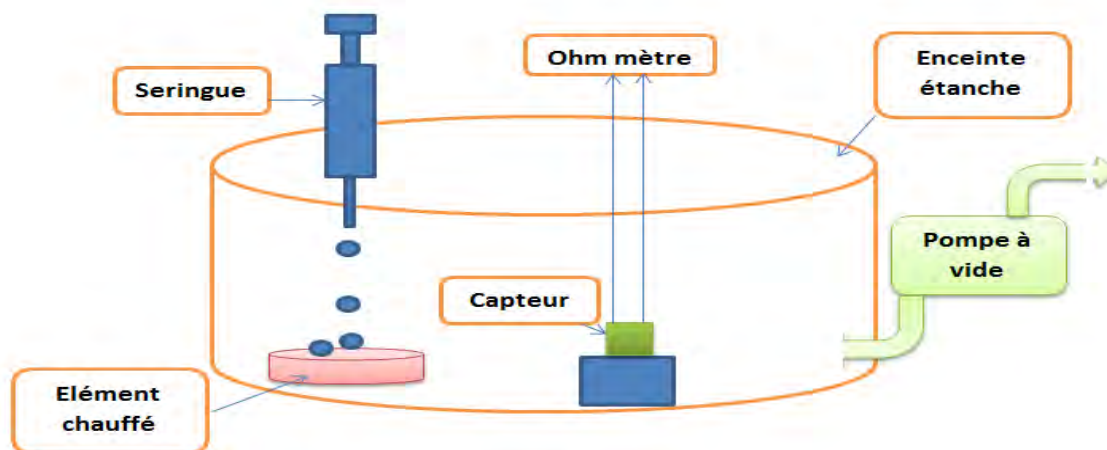 Seringue
Ohm mètre
Enceinte
étanche
Pompe à
vide
Capteur
Elément
chauffé